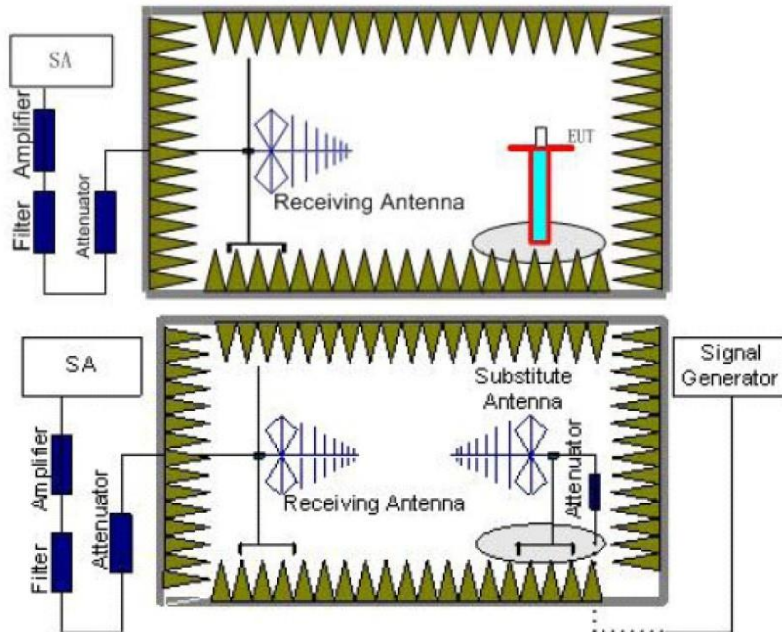 SA
Amplifier
Filter
Attenuator
Receiving Antenna
EUT
SA
Amplifier
Filter
Attenuator
Receiving Antenna
Substitute
Antenna
Attenuator
Signal
Generator